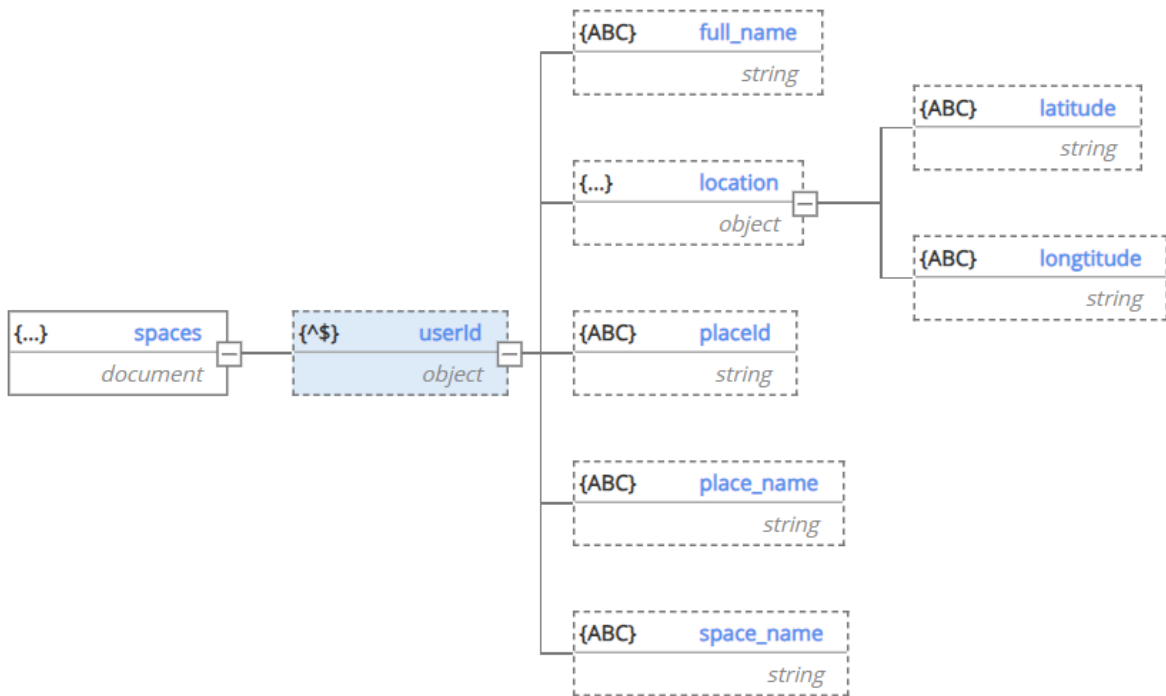 {ABC} full_name
string
{ABC} latitude
string
{...} location
object
{ABC} longtitude
string
{...} spaces
document
{^$} userId
object
{ABC} placeId
string
{ABC} place_name
string
{ABC} space_name
string